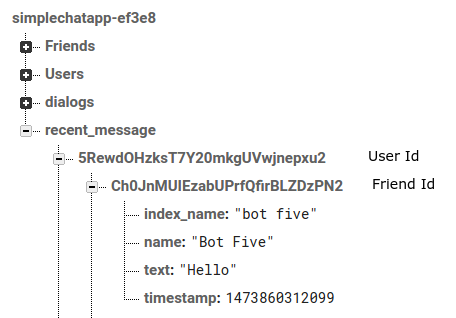 simplechatapp-ef3e8
Friends
Users
dialogs
recent_message
5RewdOHzksT7Y20mkgUVwjnepxu2 User Id
Ch0JnMUlEzabUPrfQfirBLZDzPN2 Friend Id
index_name: "bot five"
name: "Bot Five"
text: "Hello"
timestamp: 1473860312099